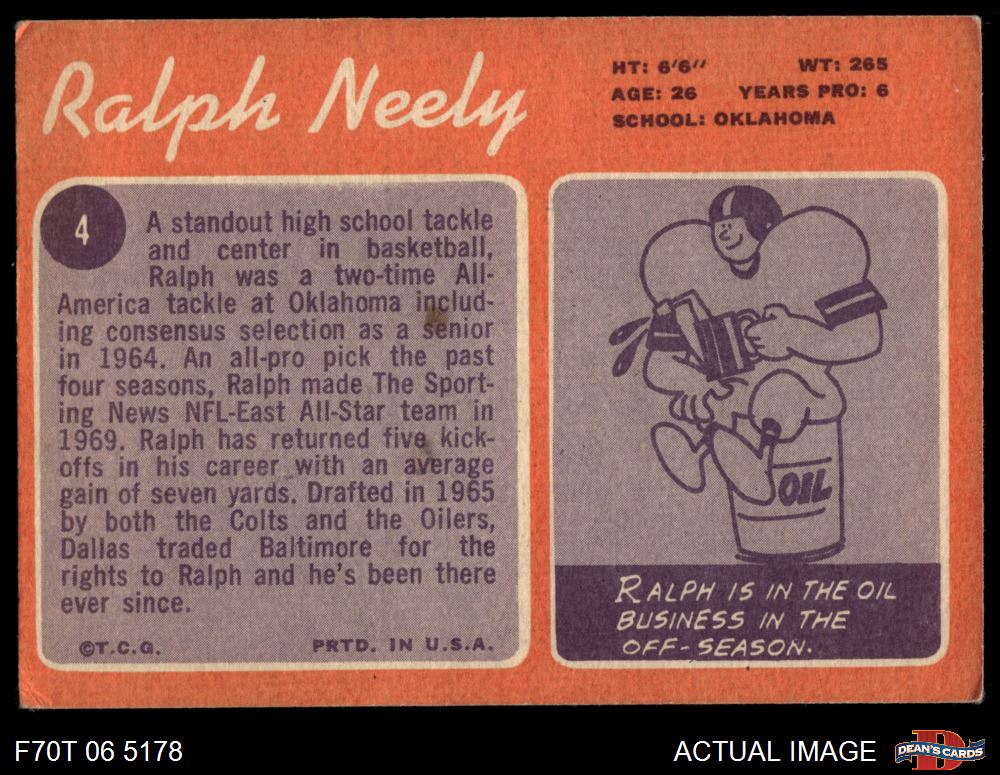 Ralph Neely
HT: 6'6" WT: 265
AGE: 26 YEARS PRO: 6
SCHOOL: OKLAHOMA
4
A standout high school tackle
and center in basketball,
Ralph was a two-time All-
America tackle at Oklahoma includ-
ing consensus selection as a senior
in 1964. An all-pro pick the past
four seasons, Ralph made The Sport-
ing News NFL-East All-Star team in
1969. Ralph has returned five kick-
offs in his career with an average
gain of seven yards. Drafted in 1965
by both the Colts and the Oilers,
Dallas traded Baltimore for the
rights to Ralph and he's been there
ever since.
©T.C.G. PRTD. IN U.S.A.
OIL
RALPH IS IN THE OIL
BUSINESS IN THE
OFF-SEASON.
F70T 06 5178
ACTUAL IMAGE
DEAN'S CARDS